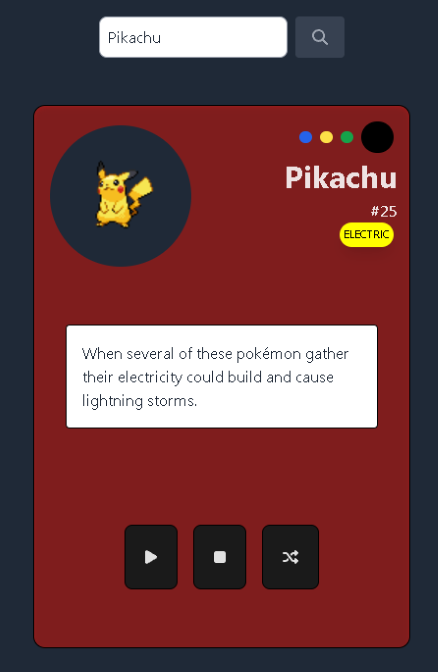 Pikachu
Pikachu
#25
ELECTRIC
When several of these pokémon gather
their electricity could build and cause
lightning storms.